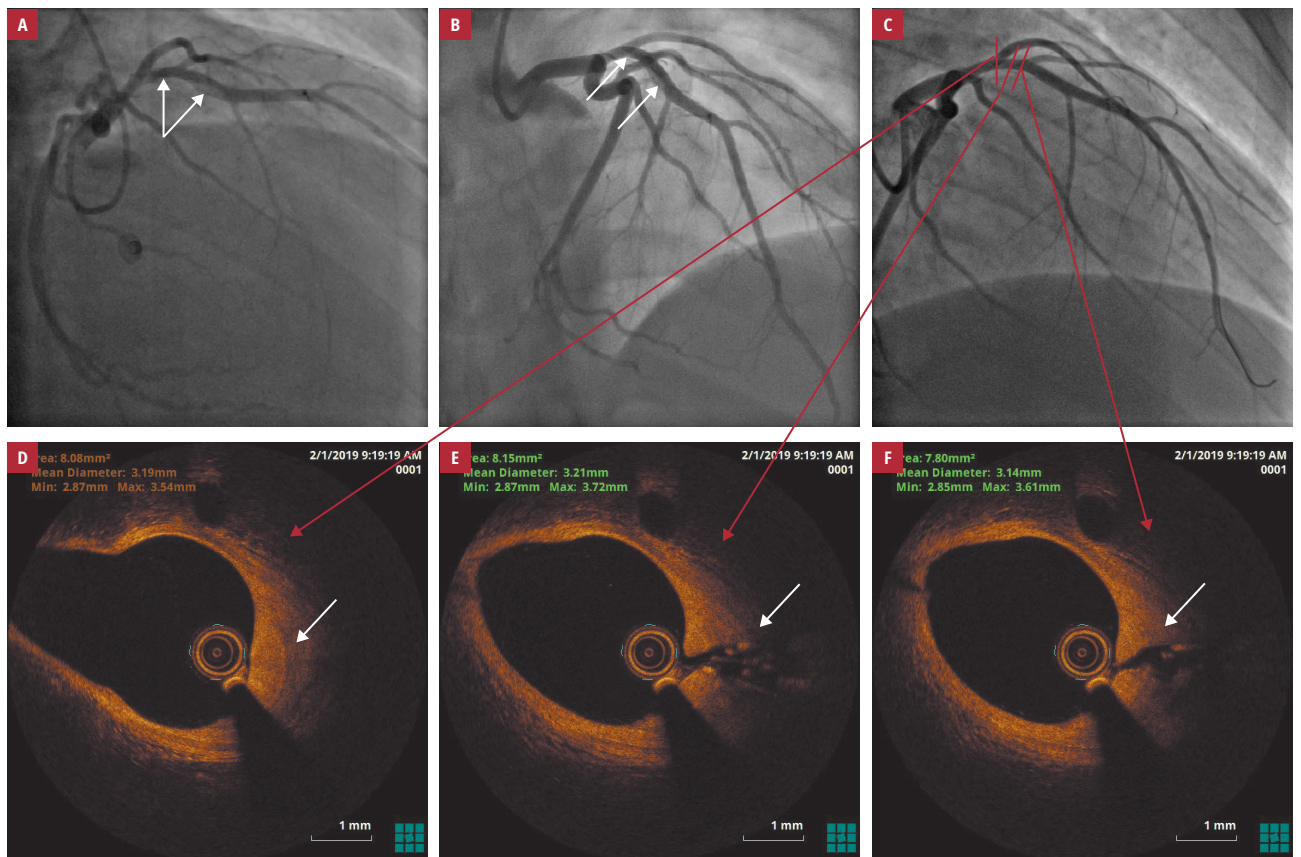 A
B
C
D
rea: 8.08mm²
Mean Diameter: 3.19mm
Min: 2.87mm Max: 3.54mm
2/1/2019 9:19:19 AM
0001
1 mm
E
rea: 8.15mm²
Mean Diameter: 3.21mm
Min: 2.87mm Max: 3.72mm
2/1/2019 9:19:19 AM
0001
1 mm
F
rea: 7.80mm²
Mean Diameter: 3.14mm
Min: 2.85mm Max: 3.61mm
2/1/2019 9:19:19 AM
0001
1 mm